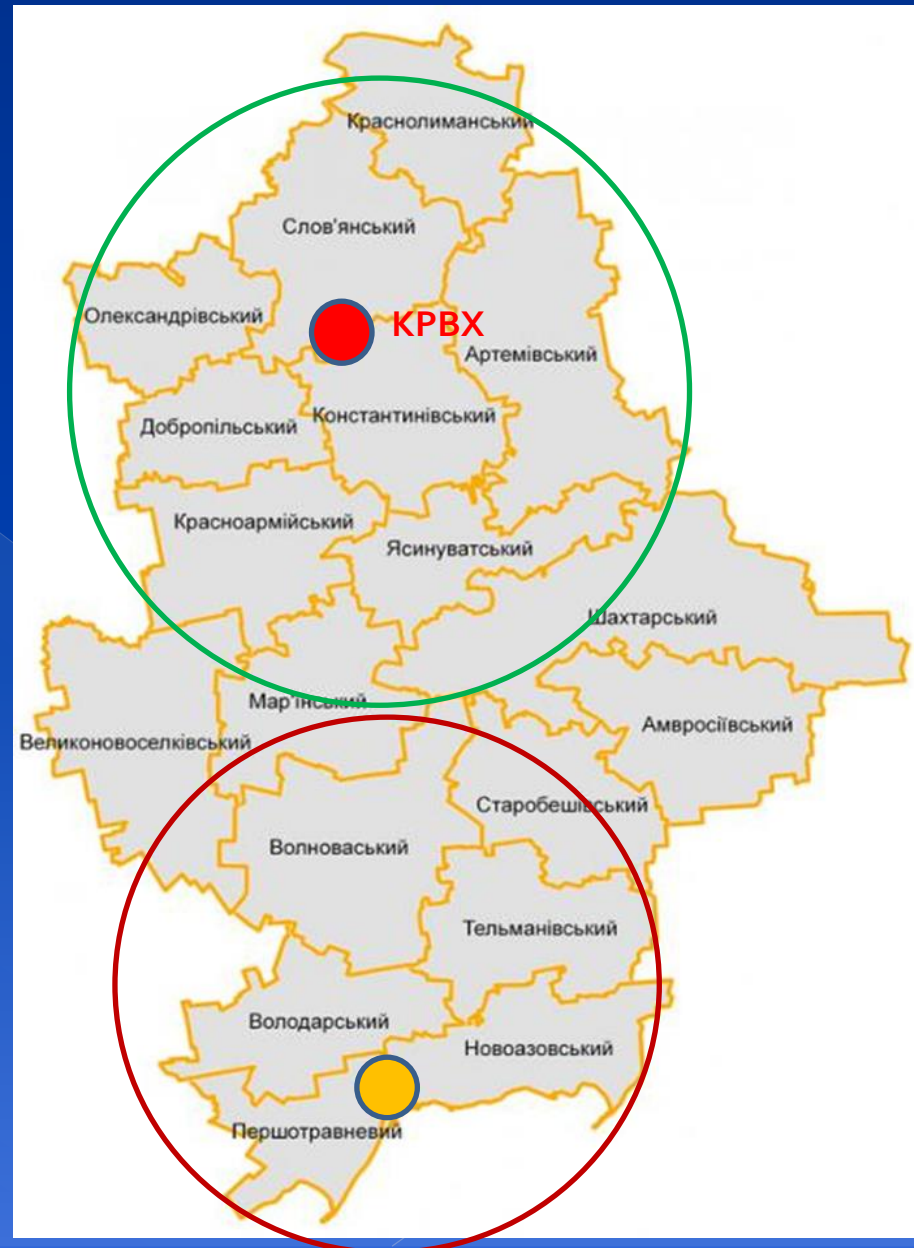 Краснолиманський
Слов'янський
Олександрівський
КРВХ
Артемівський
Добропільський
Константинівський
Красноармійський
Ясинуватський
Шахтарський
Мар'їнський
Амвросіївський
Великоновоселківський
Старобешівський
Волноваський
Тельманівський
Володарський
Новоазовський
Першотравневий